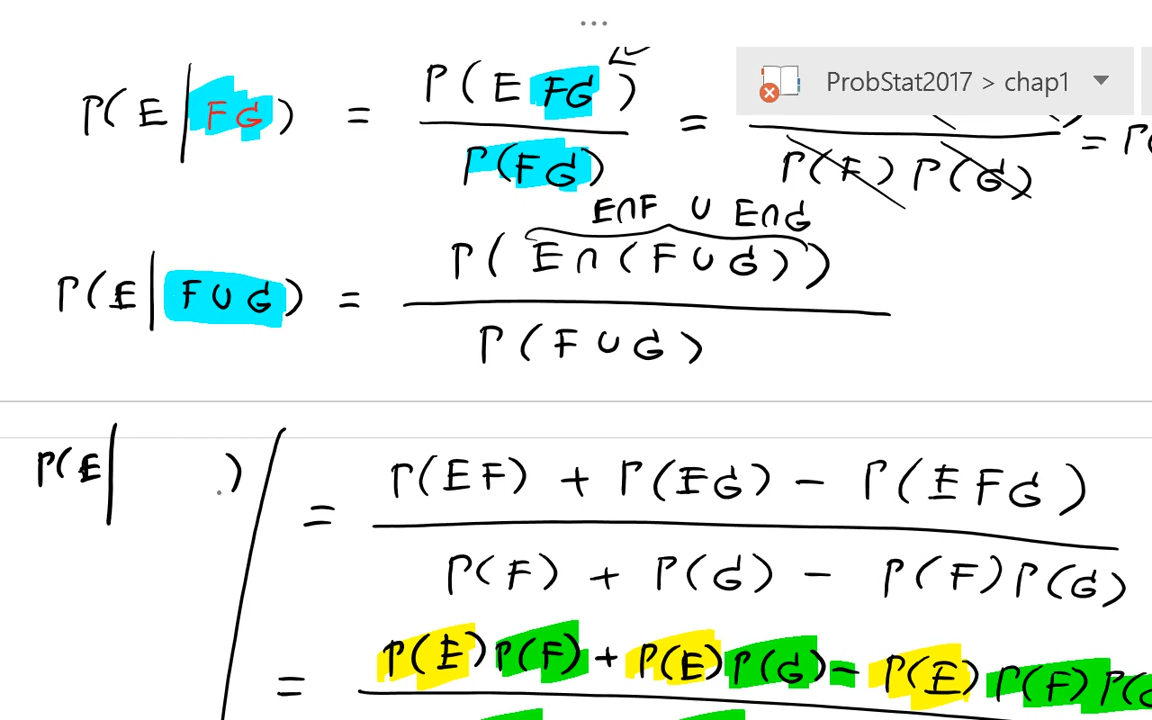 P(E|FG) = P(EFG) / P(FG) = / P(F)P(G) = P(
ProbStat2017 > chap1
E∩F ∪ E∩G
P(E|F∪G) = P(E∩(F∪G)) / P(F∪G)
P(E| ) = P(EF) + P(EG) − P(EFG) / P(F) + P(G) − P(F)P(G)
= P(E)P(F) + P(E)P(G) − P(E)P(F)P(G